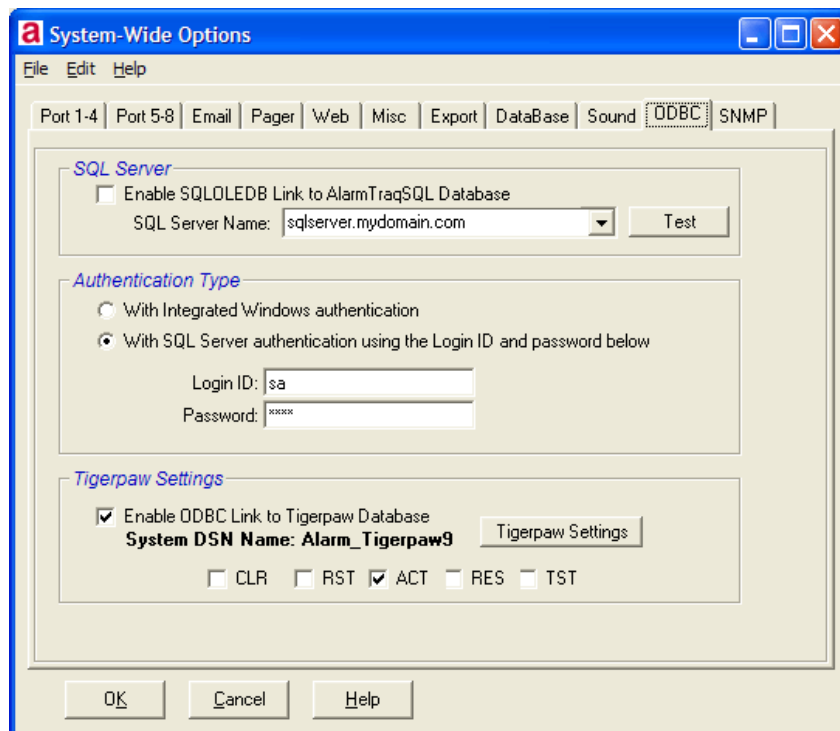 a System-Wide Options
File Edit Help
Port 1-4 Port 5-8 Email Pager Web Misc Export DataBase Sound ODBC SNMP
SQL Server
Enable SQLOLEDB Link to AlarmTraqSQL Database
SQL Server Name: sqlserver.mydomain.com Test
Authentication Type
With Integrated Windows authentication
With SQL Server authentication using the Login ID and password below
Login ID: sa
Password: ****
Tigerpaw Settings
Enable ODBC Link to Tigerpaw Database
System DSN Name: Alarm_Tigerpaw9 Tigerpaw Settings
CLR RST ACT RES TST
OK Cancel Help